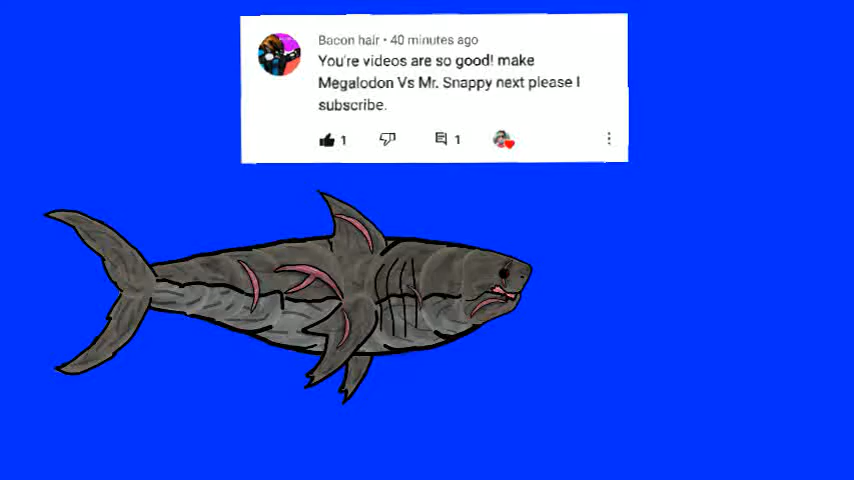 Bacon hair • 40 minutes ago
You're videos are so good! make
Megalodon Vs Mr. Snappy next please I
subscribe.
1 1